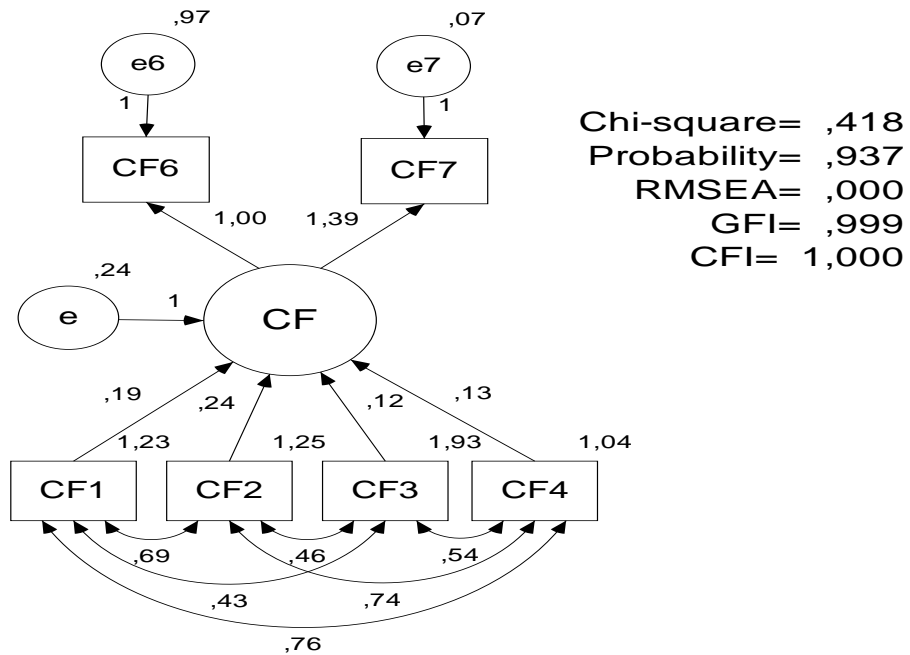 ,97
,07
e6
e7
1
1
CF6
CF7
Chi-square= ,418
Probability= ,937
RMSEA= ,000
GFI= ,999
CFI= 1,000
1,00
1,39
,24
e
1
CF
,19
,24
,12
,13
1,23
1,25
1,93
1,04
CF1
CF2
CF3
CF4
,69
,46
,54
,43
,74
,76